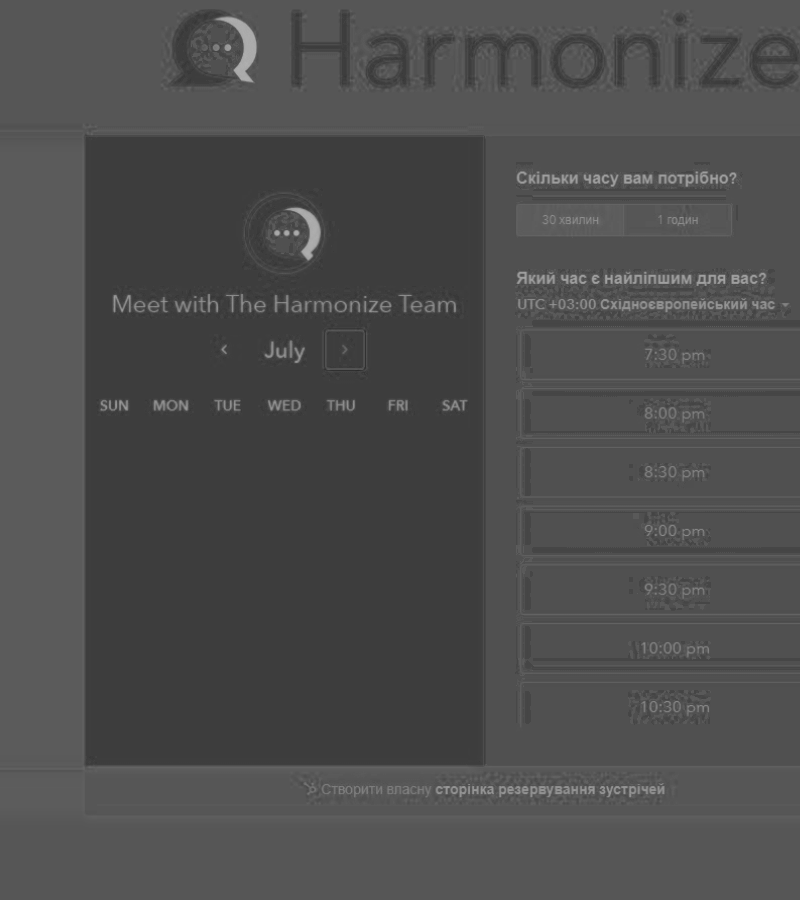 Harmonize
Meet with The Harmonize Team
July
SUN MON TUE WED THU FRI SAT
Скільки часу вам потрібно?
30 хвилин 1 годин
Який час є найліпшим для вас?
UTC +03:00 Східноєвропейський час
7:30 pm
8:00 pm
8:30 pm
9:00 pm
9:30 pm
10:00 pm
10:30 pm
Створити власну сторінка резервування зустрічей